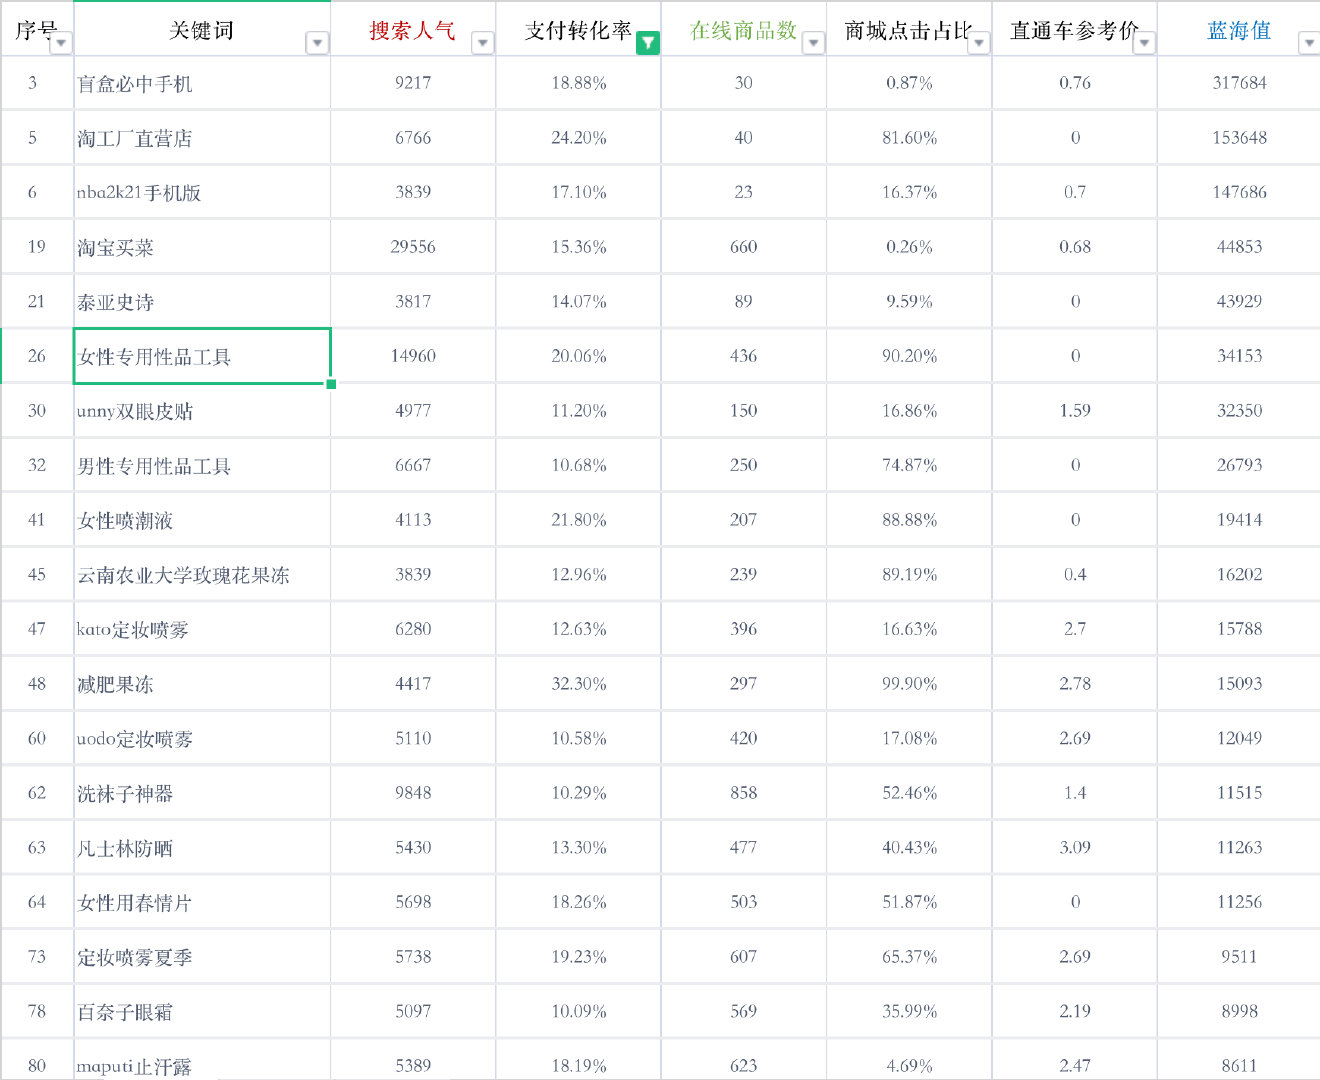 序号 关键词 搜索人气 支付转化率 在线商品数 商城点击占比 直通车参考价 蓝海值
3 盲盒必中手机 9217 18.88% 30 0.87% 0.76 317684
5 淘工厂直营店 6766 24.20% 40 81.60% 0 153648
6 nba2k21手机版 3839 17.10% 23 16.37% 0.7 147686
19 淘宝买菜 29556 15.36% 660 0.26% 0.68 44853
21 泰亚史诗 3817 14.07% 89 9.59% 0 43929
26 女性专用性品工具 14960 20.06% 436 90.20% 0 34153
30 unny双眼皮贴 4977 11.20% 150 16.86% 1.59 32350
32 男性专用性品工具 6667 10.68% 250 74.87% 0 26793
41 女性喷潮液 4113 21.80% 207 88.88% 0 19414
45 云南农业大学玫瑰花果冻 3839 12.96% 239 89.19% 0.4 16202
47 kato定妆喷雾 6280 12.63% 396 16.63% 2.7 15788
48 减肥果冻 4417 32.30% 297 99.90% 2.78 15093
60 uodo定妆喷雾 5110 10.58% 420 17.08% 2.69 12049
62 洗袜子神器 9848 10.29% 858 52.46% 1.4 11515
63 凡士林防晒 5430 13.30% 477 40.43% 3.09 11263
64 女性用春情片 5698 18.26% 503 51.87% 0 11256
73 定妆喷雾夏季 5738 19.23% 607 65.37% 2.69 9511
78 百奈子眼霜 5097 10.09% 569 35.99% 2.19 8998
80 maputi止汗露 5389 18.19% 623 4.69% 2.47 8611